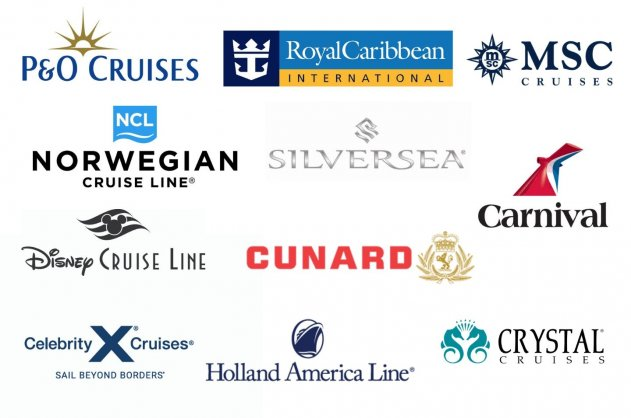 P&O CRUISES
RoyalCaribbean
INTERNATIONAL
msc
MSC
CRUISES
NCL
NORWEGIAN
CRUISE LINE®
SILVERSEA®
Carnival
Disney CRUISE LINE
CUNARD
Celebrity X Cruises®
SAIL BEYOND BORDERS®
Holland America Line®
CRYSTAL®
CRUISES